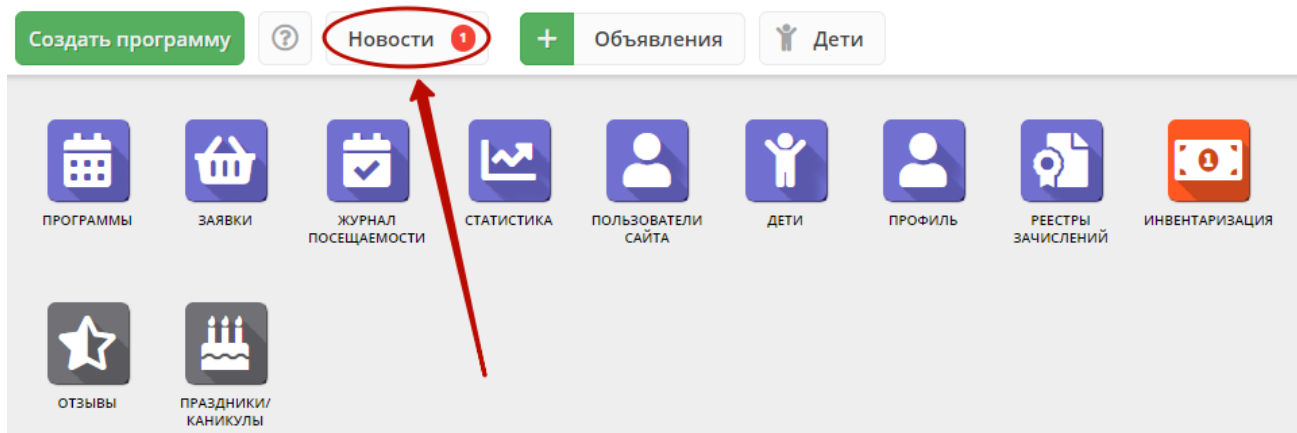 Создать программу
?
Новости 1
+ Объявления
Дети
ПРОГРАММЫ
ЗАЯВКИ
ЖУРНАЛ
ПОСЕЩАЕМОСТИ
СТАТИСТИКА
ПОЛЬЗОВАТЕЛИ
САЙТА
ДЕТИ
ПРОФИЛЬ
РЕЕСТРЫ
ЗАЧИСЛЕНИЙ
1
ИНВЕНТАРИЗАЦИЯ
ОТЗЫВЫ
ПРАЗДНИКИ/
КАНИКУЛЫ